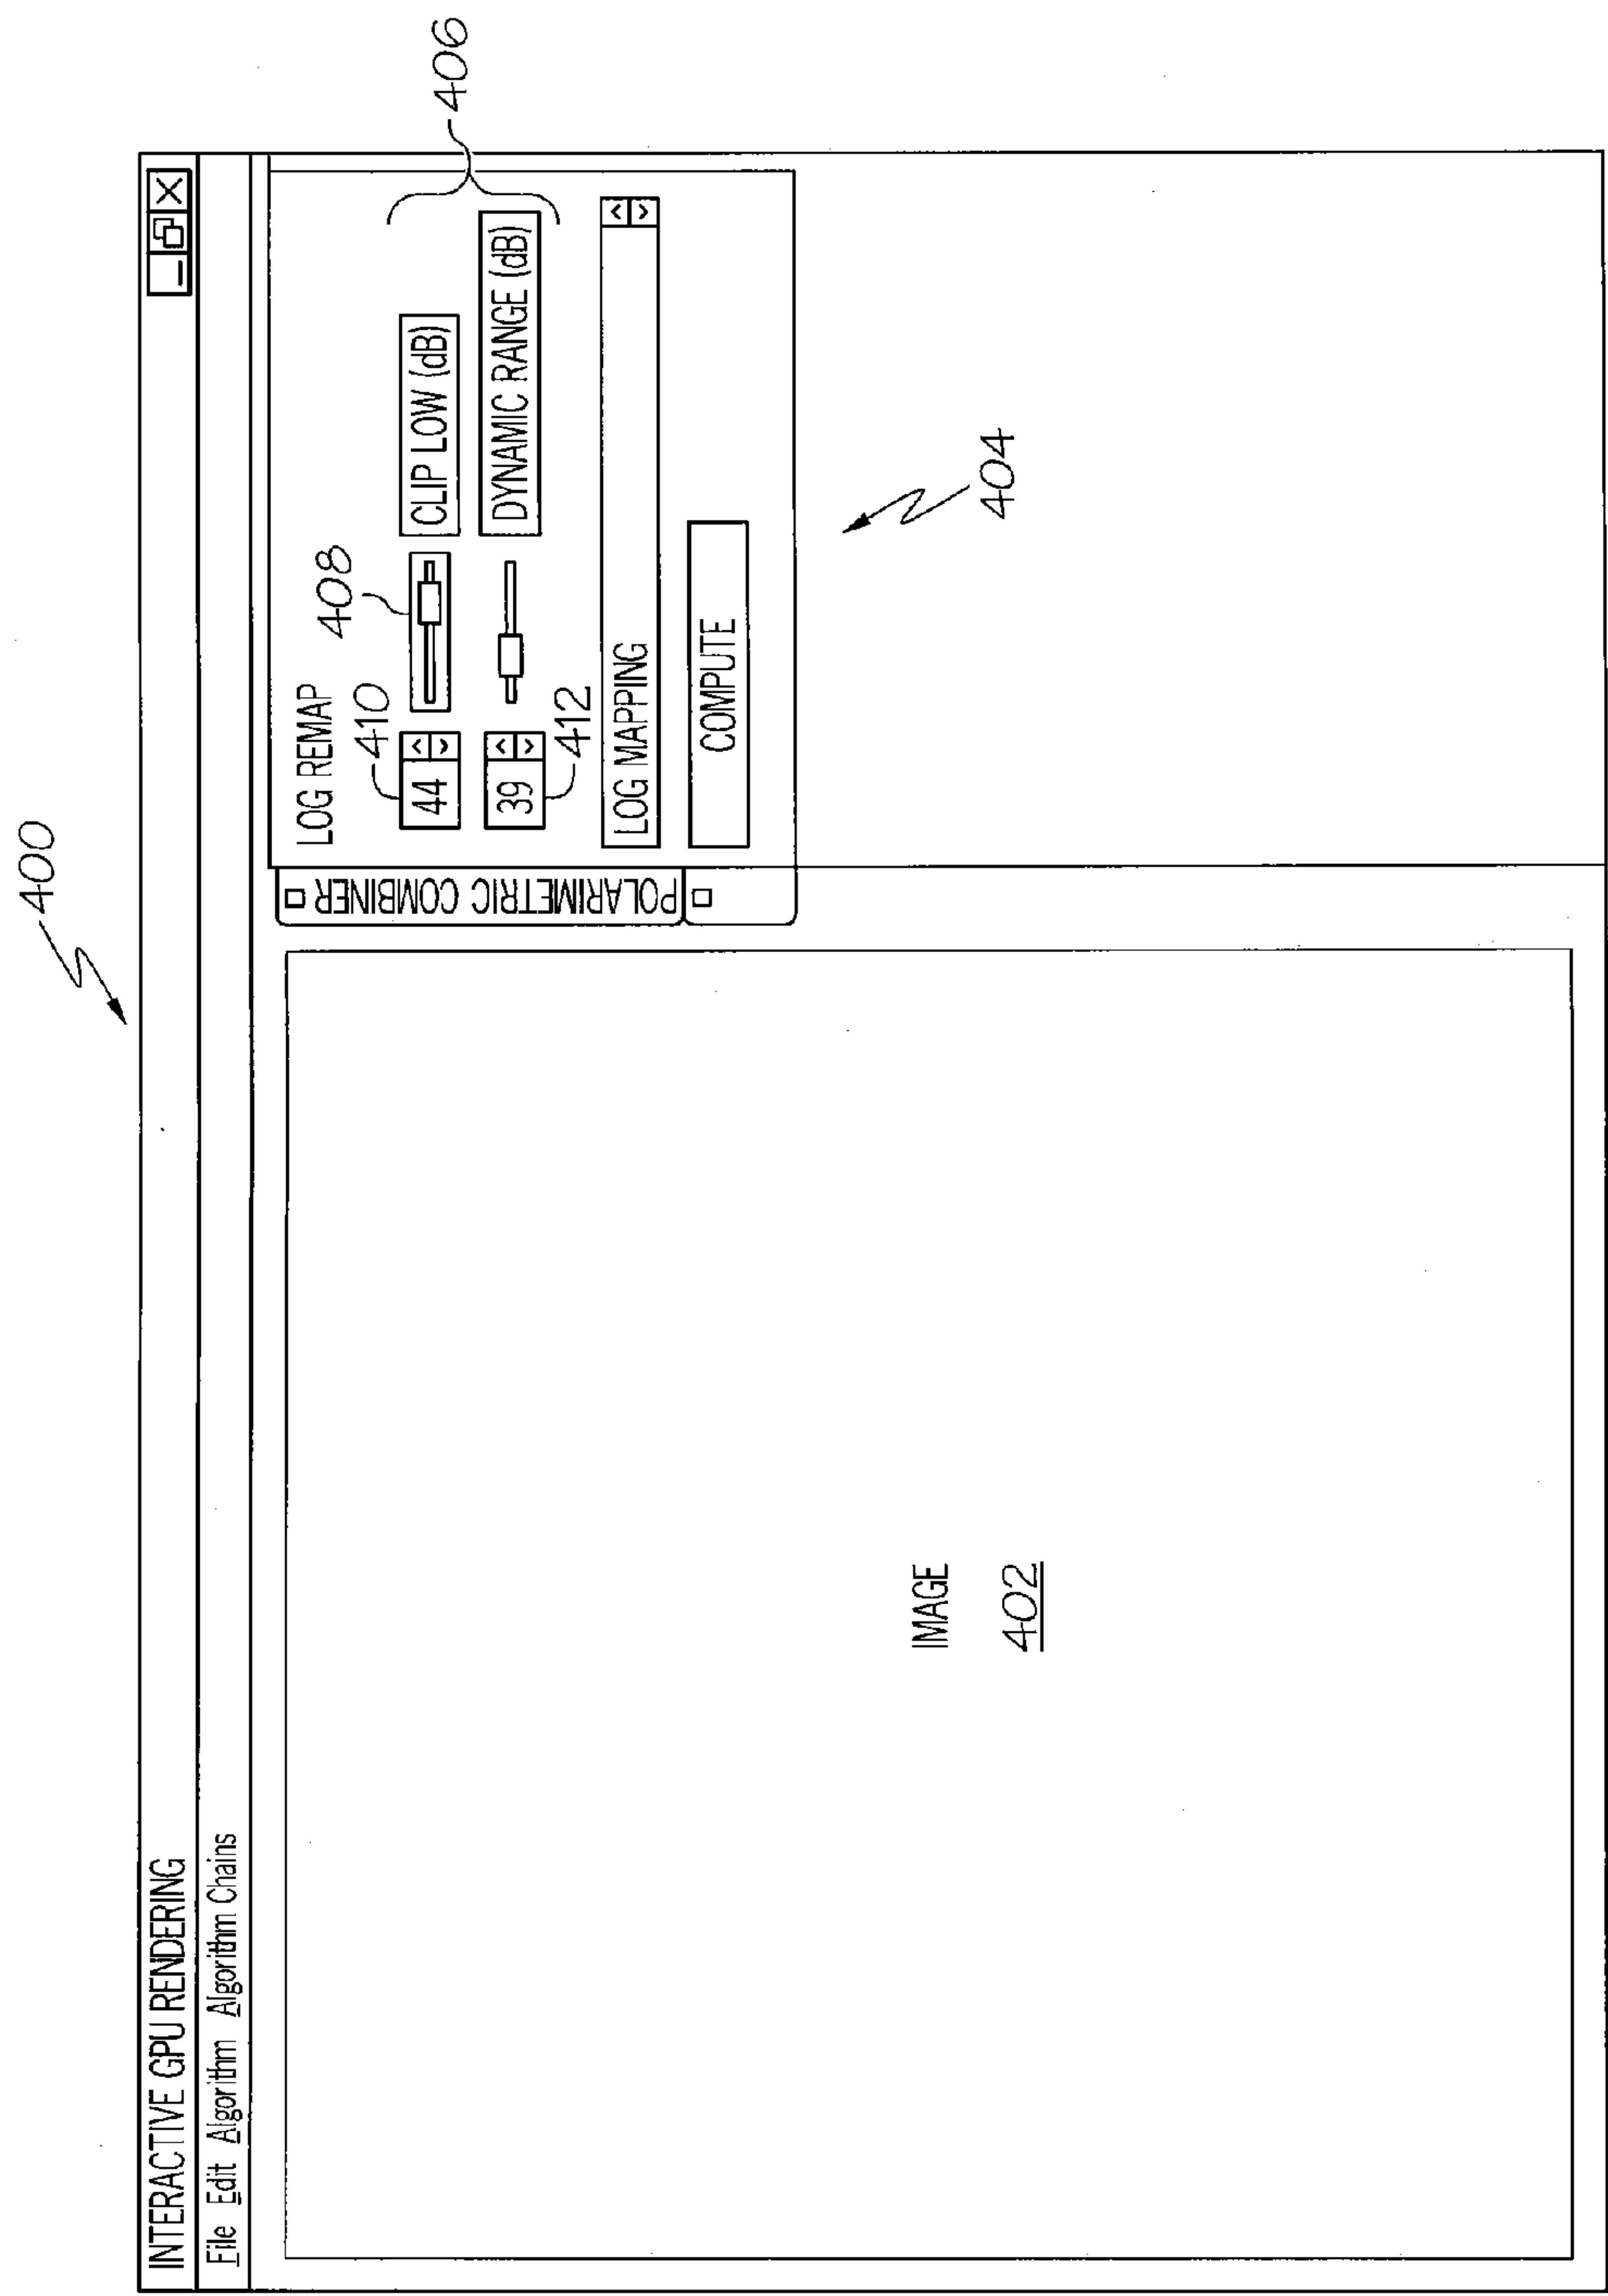 400
INTERACTIVE GPU RENDERING
File Edit Algorithm Algorithm Chains
POLARIMETRIC COMBINER
LOG REMAP
410
408
44
CLIP LOW (dB)
406
39
DYNAMIC RANGE (dB)
412
LOG MAPPING
COMPUTE
404
IMAGE
402